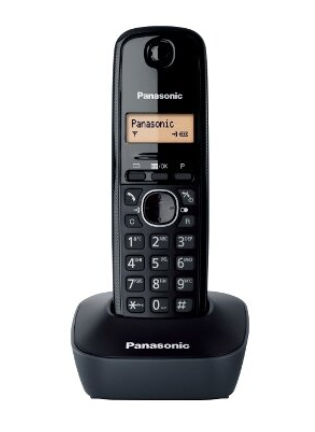 Panasonic
Panasonic
/OK P
C R
1 2ABC 3DEF
4GHI 5JKL 6MNO
7PQRS 8TUV 9WXYZ
* 0 #
Panasonic